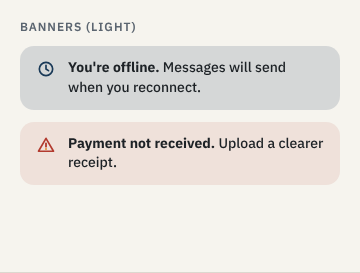 BANNERS (LIGHT)
You're offline. Messages will send
when you reconnect.
Payment not received. Upload a clearer
receipt.